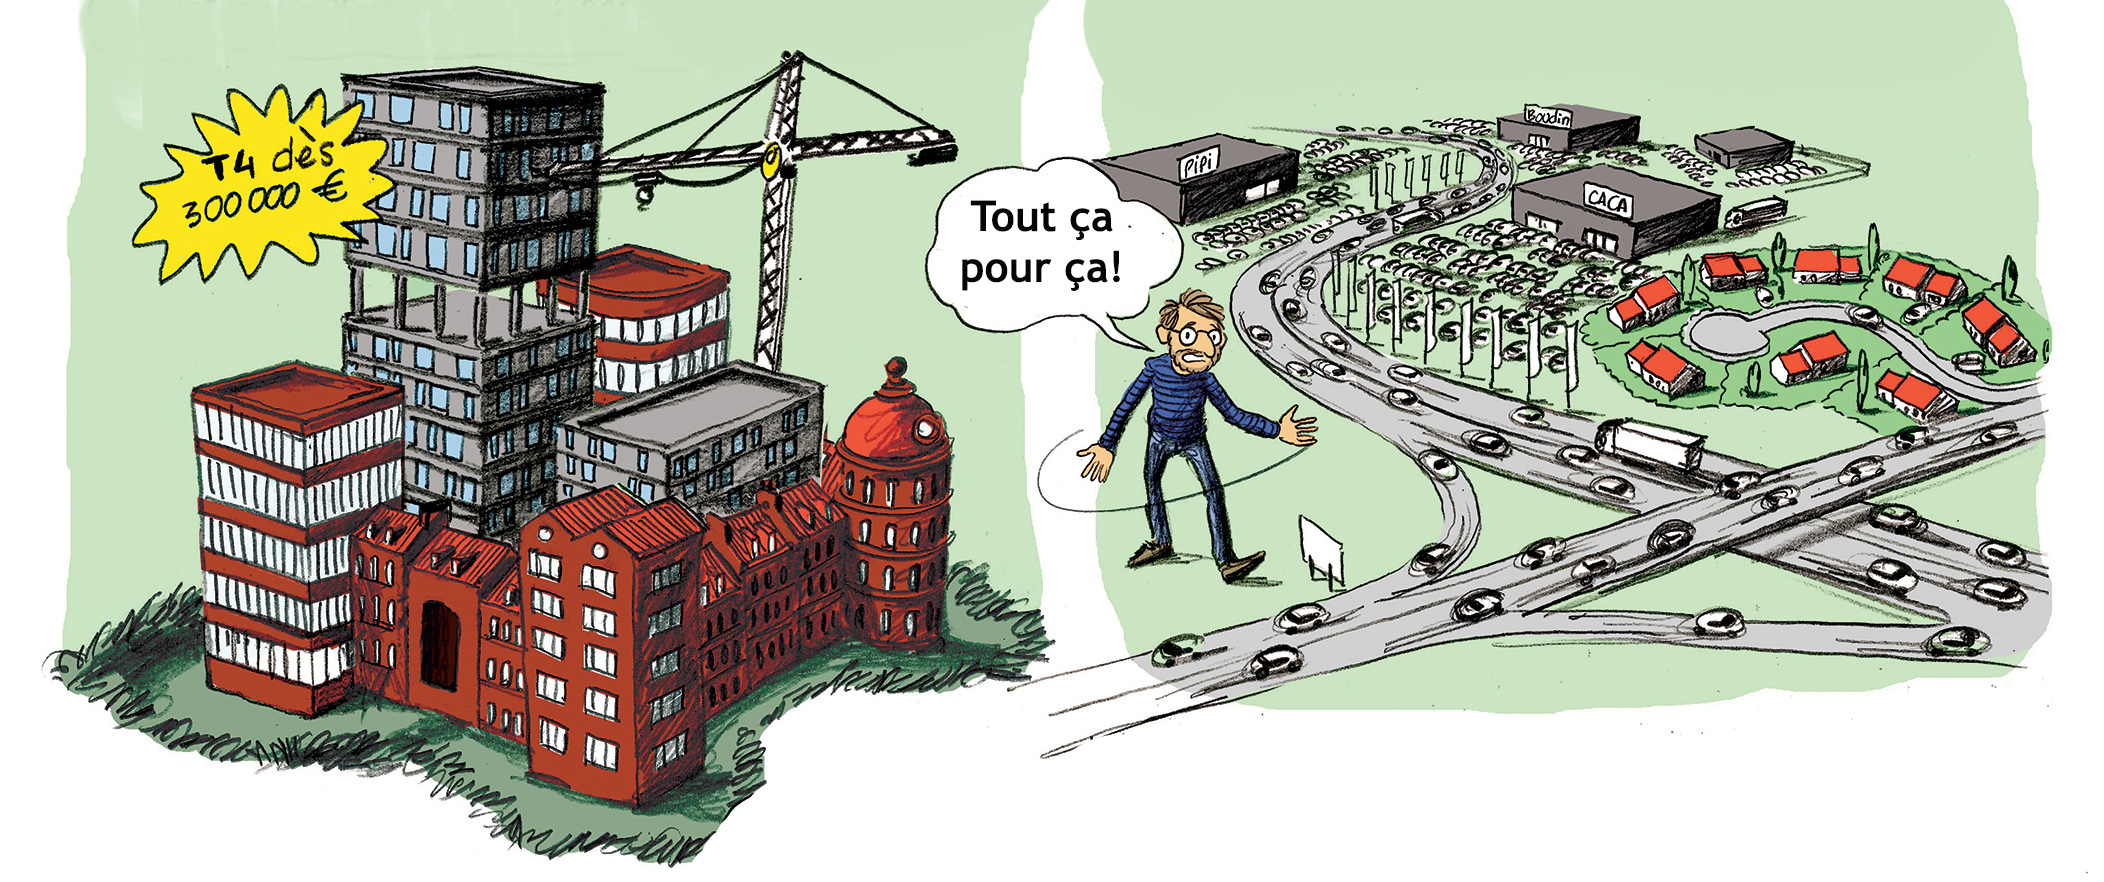 T4 dès
300 000 €
Tout ça
pour ça!
PiPi
Boudin
CACA